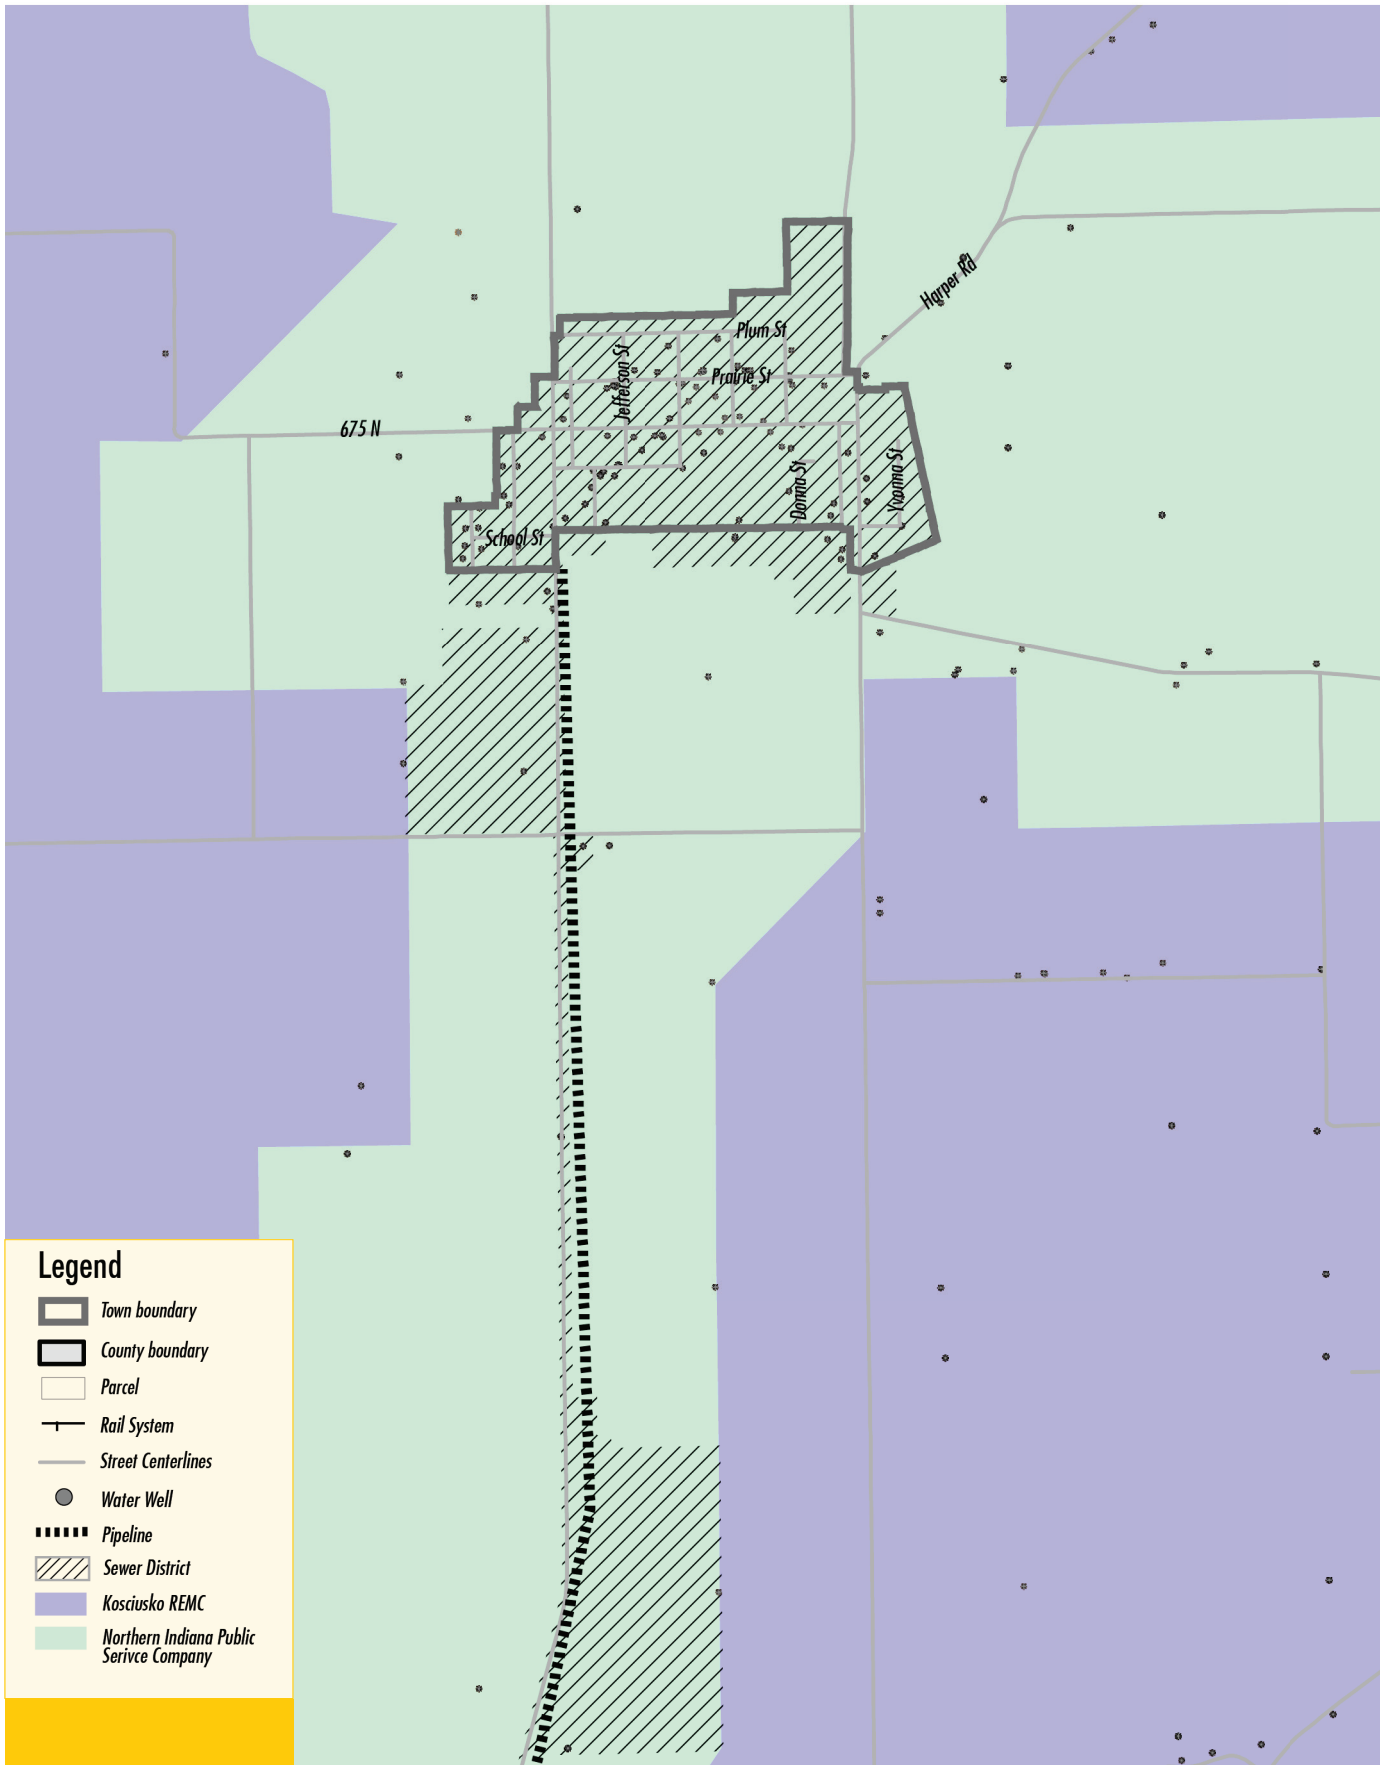 Harper Rd
Plum St
Jefferson St
Prairie St
675 N
Donna St
Yvonna St
School St
Legend
Town boundary
County boundary
Parcel
Rail System
Street Centerlines
Water Well
Pipeline
Sewer District
Kosciusko REMC
Northern Indiana Public
Serivce Company